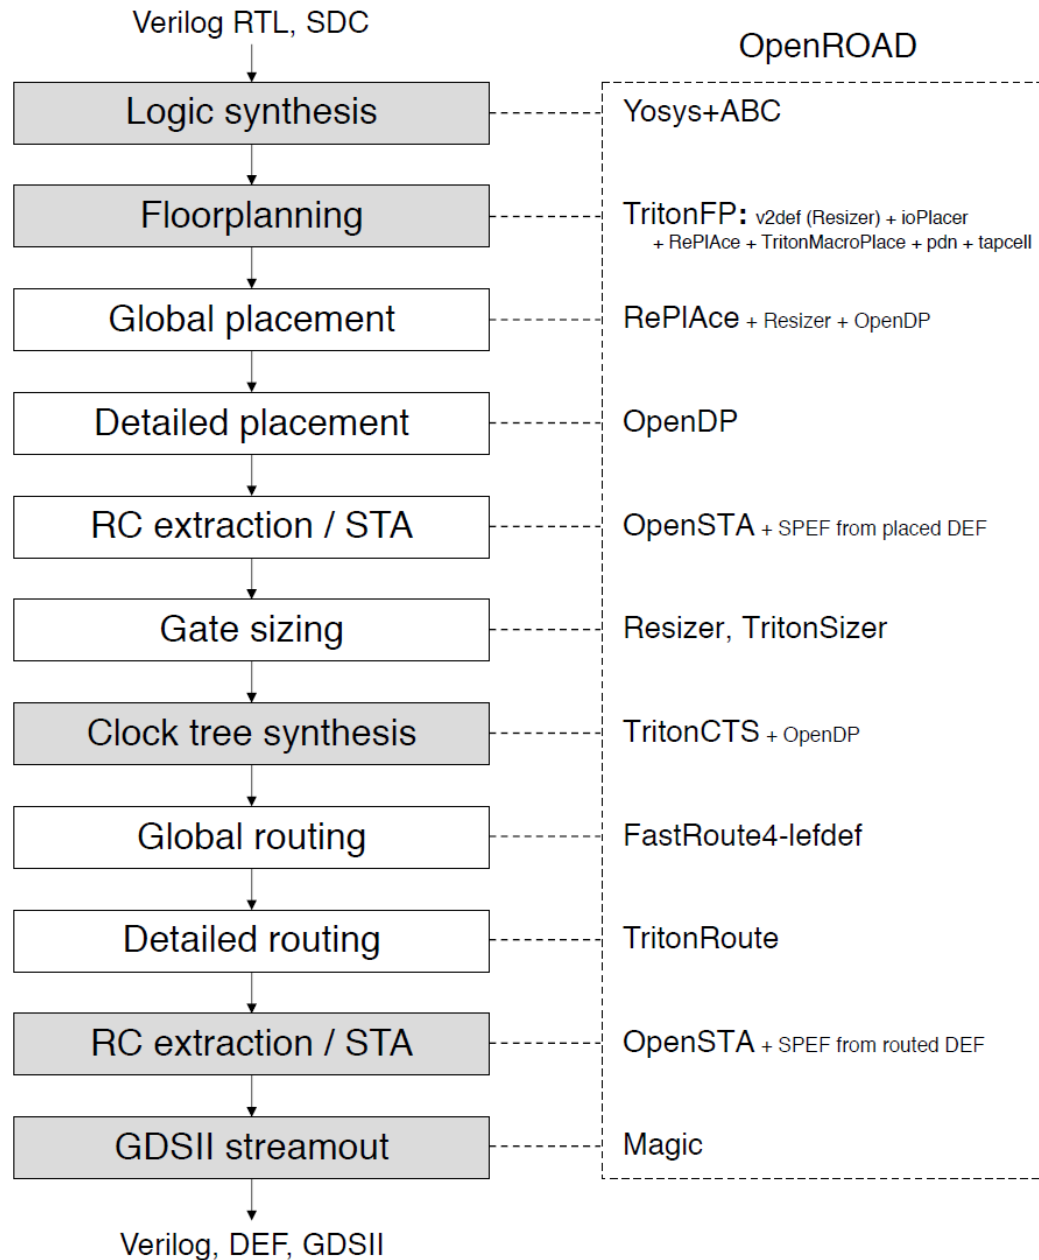 Verilog RTL, SDC
OpenROAD
Logic synthesis
Yosys+ABC
Floorplanning
TritonFP: v2def (Resizer) + ioPlacer
+ RePlAce + TritonMacroPlace + pdn + tapcell
Global placement
RePlAce + Resizer + OpenDP
Detailed placement
OpenDP
RC extraction / STA
OpenSTA + SPEF from placed DEF
Gate sizing
Resizer, TritonSizer
Clock tree synthesis
TritonCTS + OpenDP
Global routing
FastRoute4-lefdef
Detailed routing
TritonRoute
RC extraction / STA
OpenSTA + SPEF from routed DEF
GDSII streamout
Magic
Verilog, DEF, GDSII